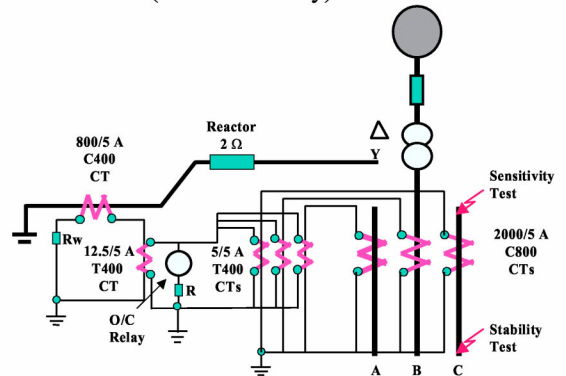 Reactor
2 Ω
Δ
Y
800/5 A
C400
CT
Sensitivity
Test
Rw
12.5/5 A
T400
CT
5/5 A
T400
CTs
2000/5 A
C800
CTs
R
O/C
Relay
Stability
Test
A B C